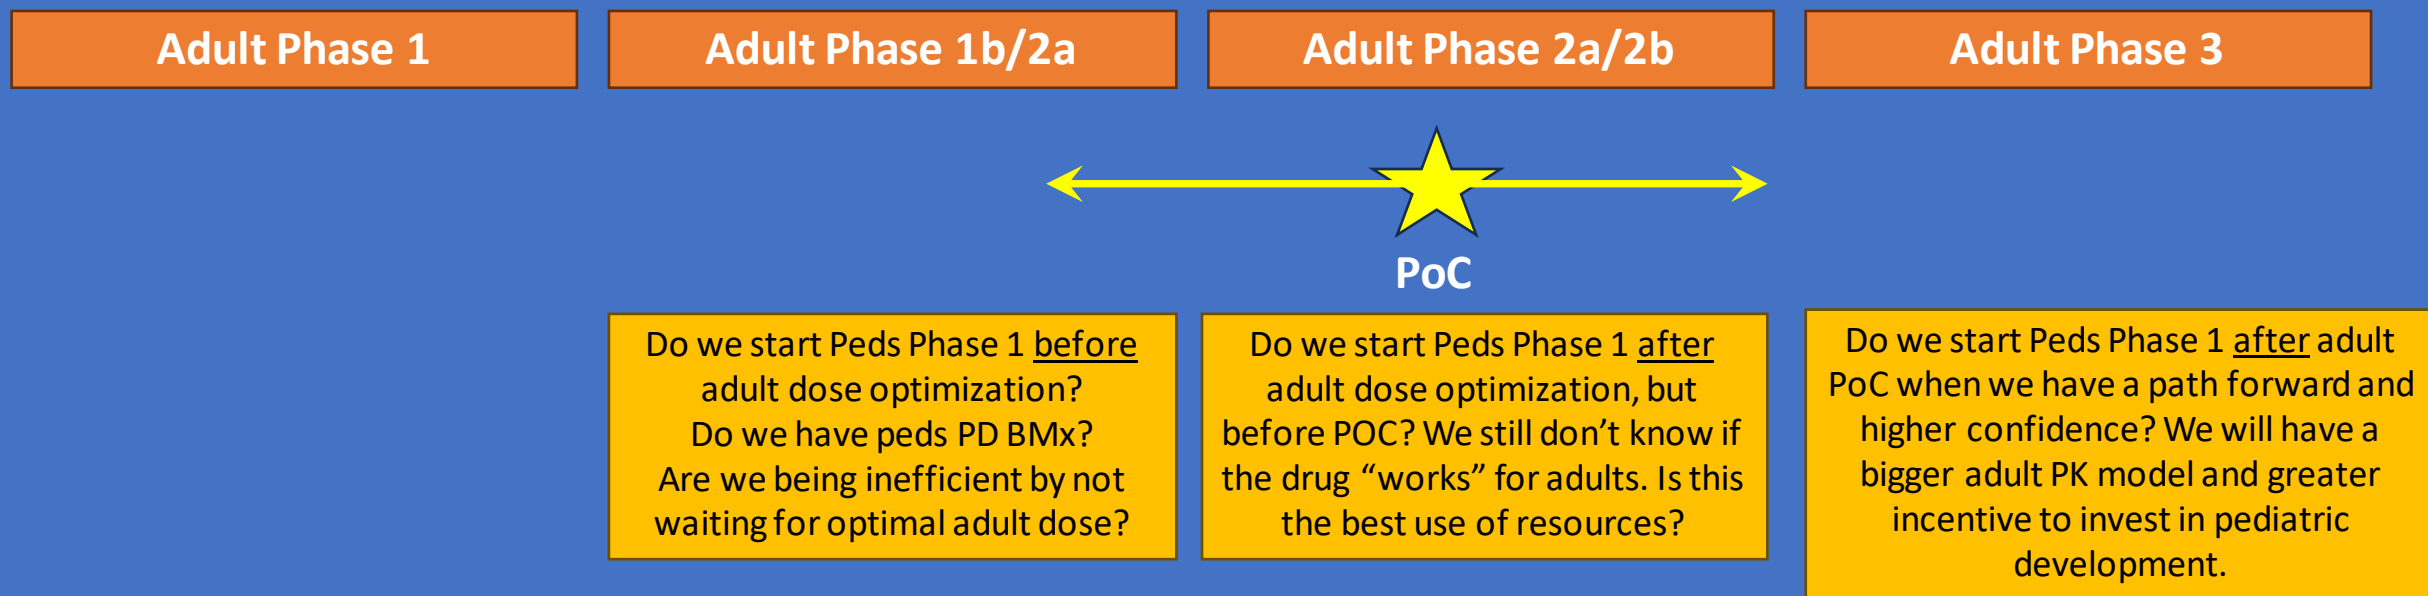 Adult Phase 1
Adult Phase 1b/2a
Adult Phase 2a/2b
Adult Phase 3
PoC
Do we start Peds Phase 1 before
adult dose optimization?
Do we have peds PD BMx?
Are we being inefficient by not
waiting for optimal adult dose?
Do we start Peds Phase 1 after
adult dose optimization, but
before POC? We still don’t know if
the drug “works” for adults. Is this
the best use of resources?
Do we start Peds Phase 1 after adult
PoC when we have a path forward and
higher confidence? We will have a
bigger adult PK model and greater
incentive to invest in pediatric
development.